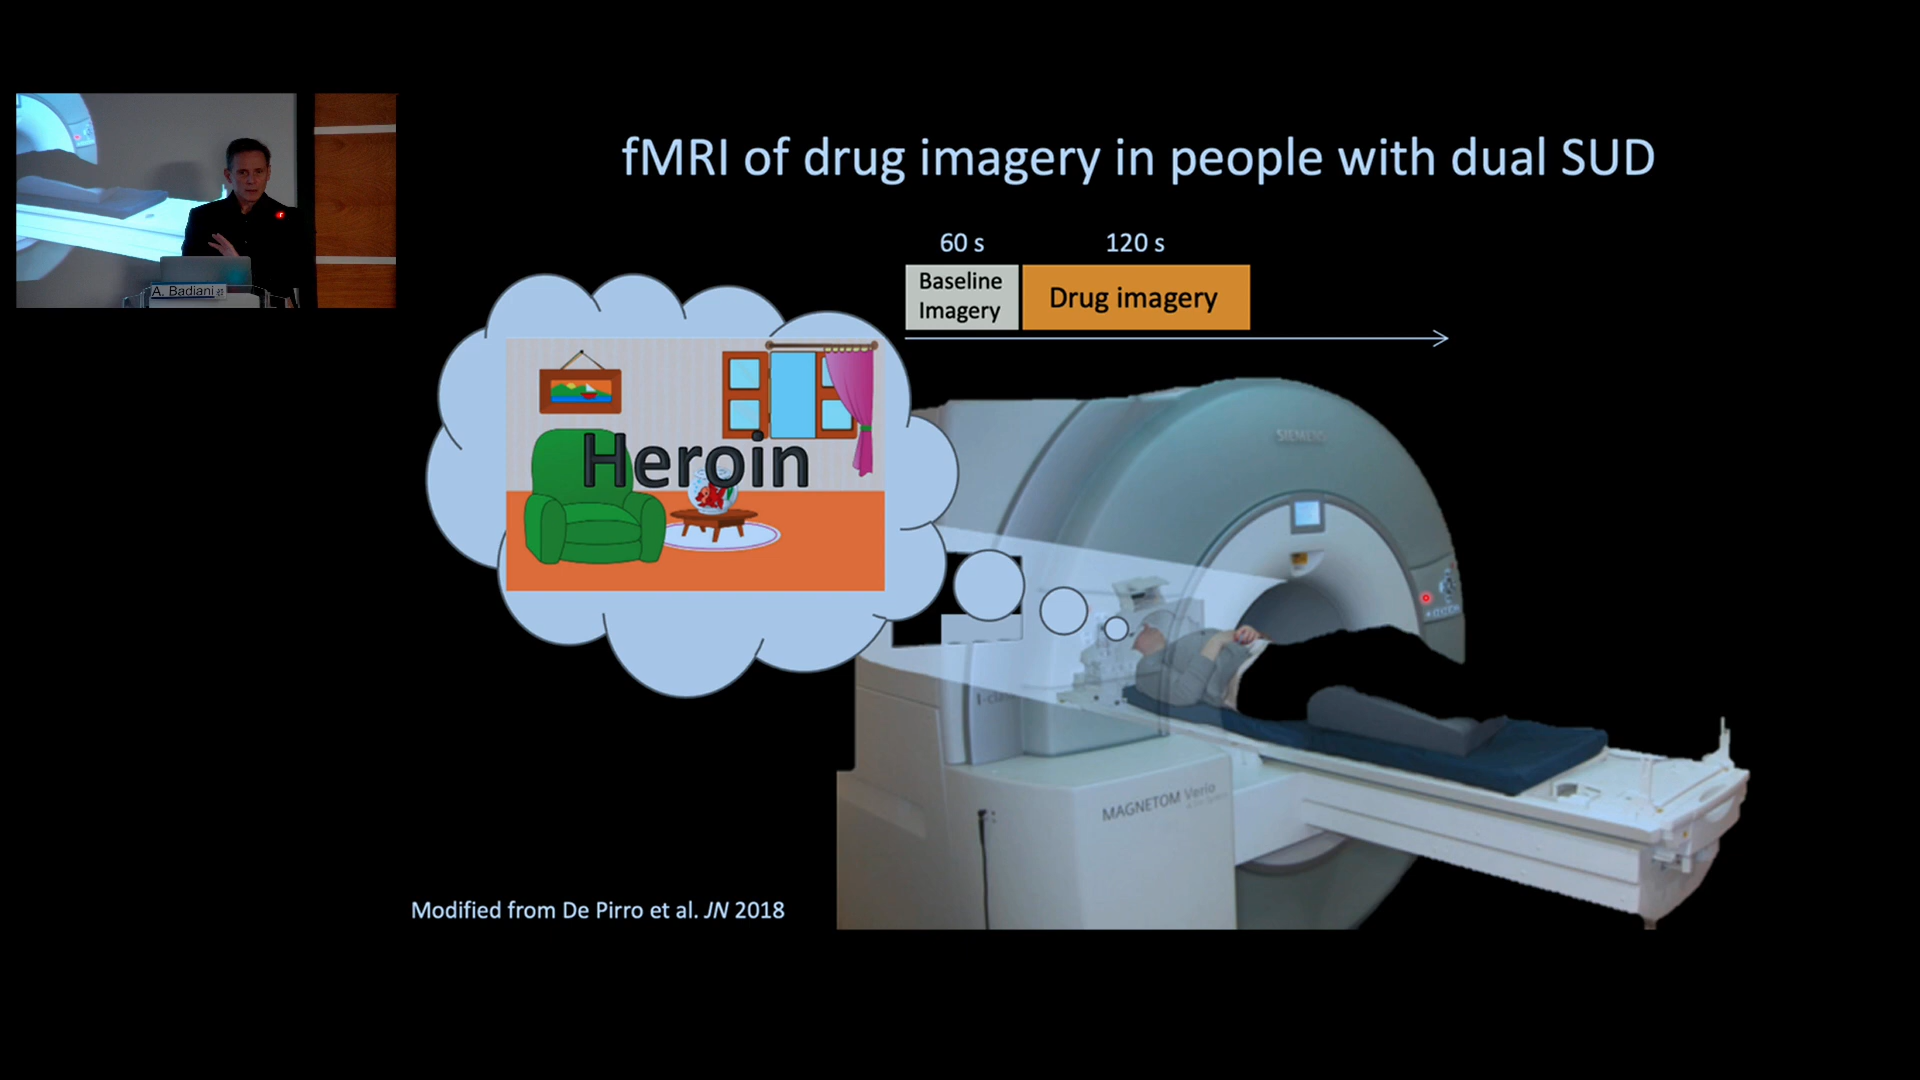 fMRI of drug imagery in people with dual SUD
60 s
120 s
Baseline
Imagery
Drug imagery
A. Badiani
Heroin
SIEMENS
MAGNETOM Verio
Modified from De Pirro et al. JN 2018